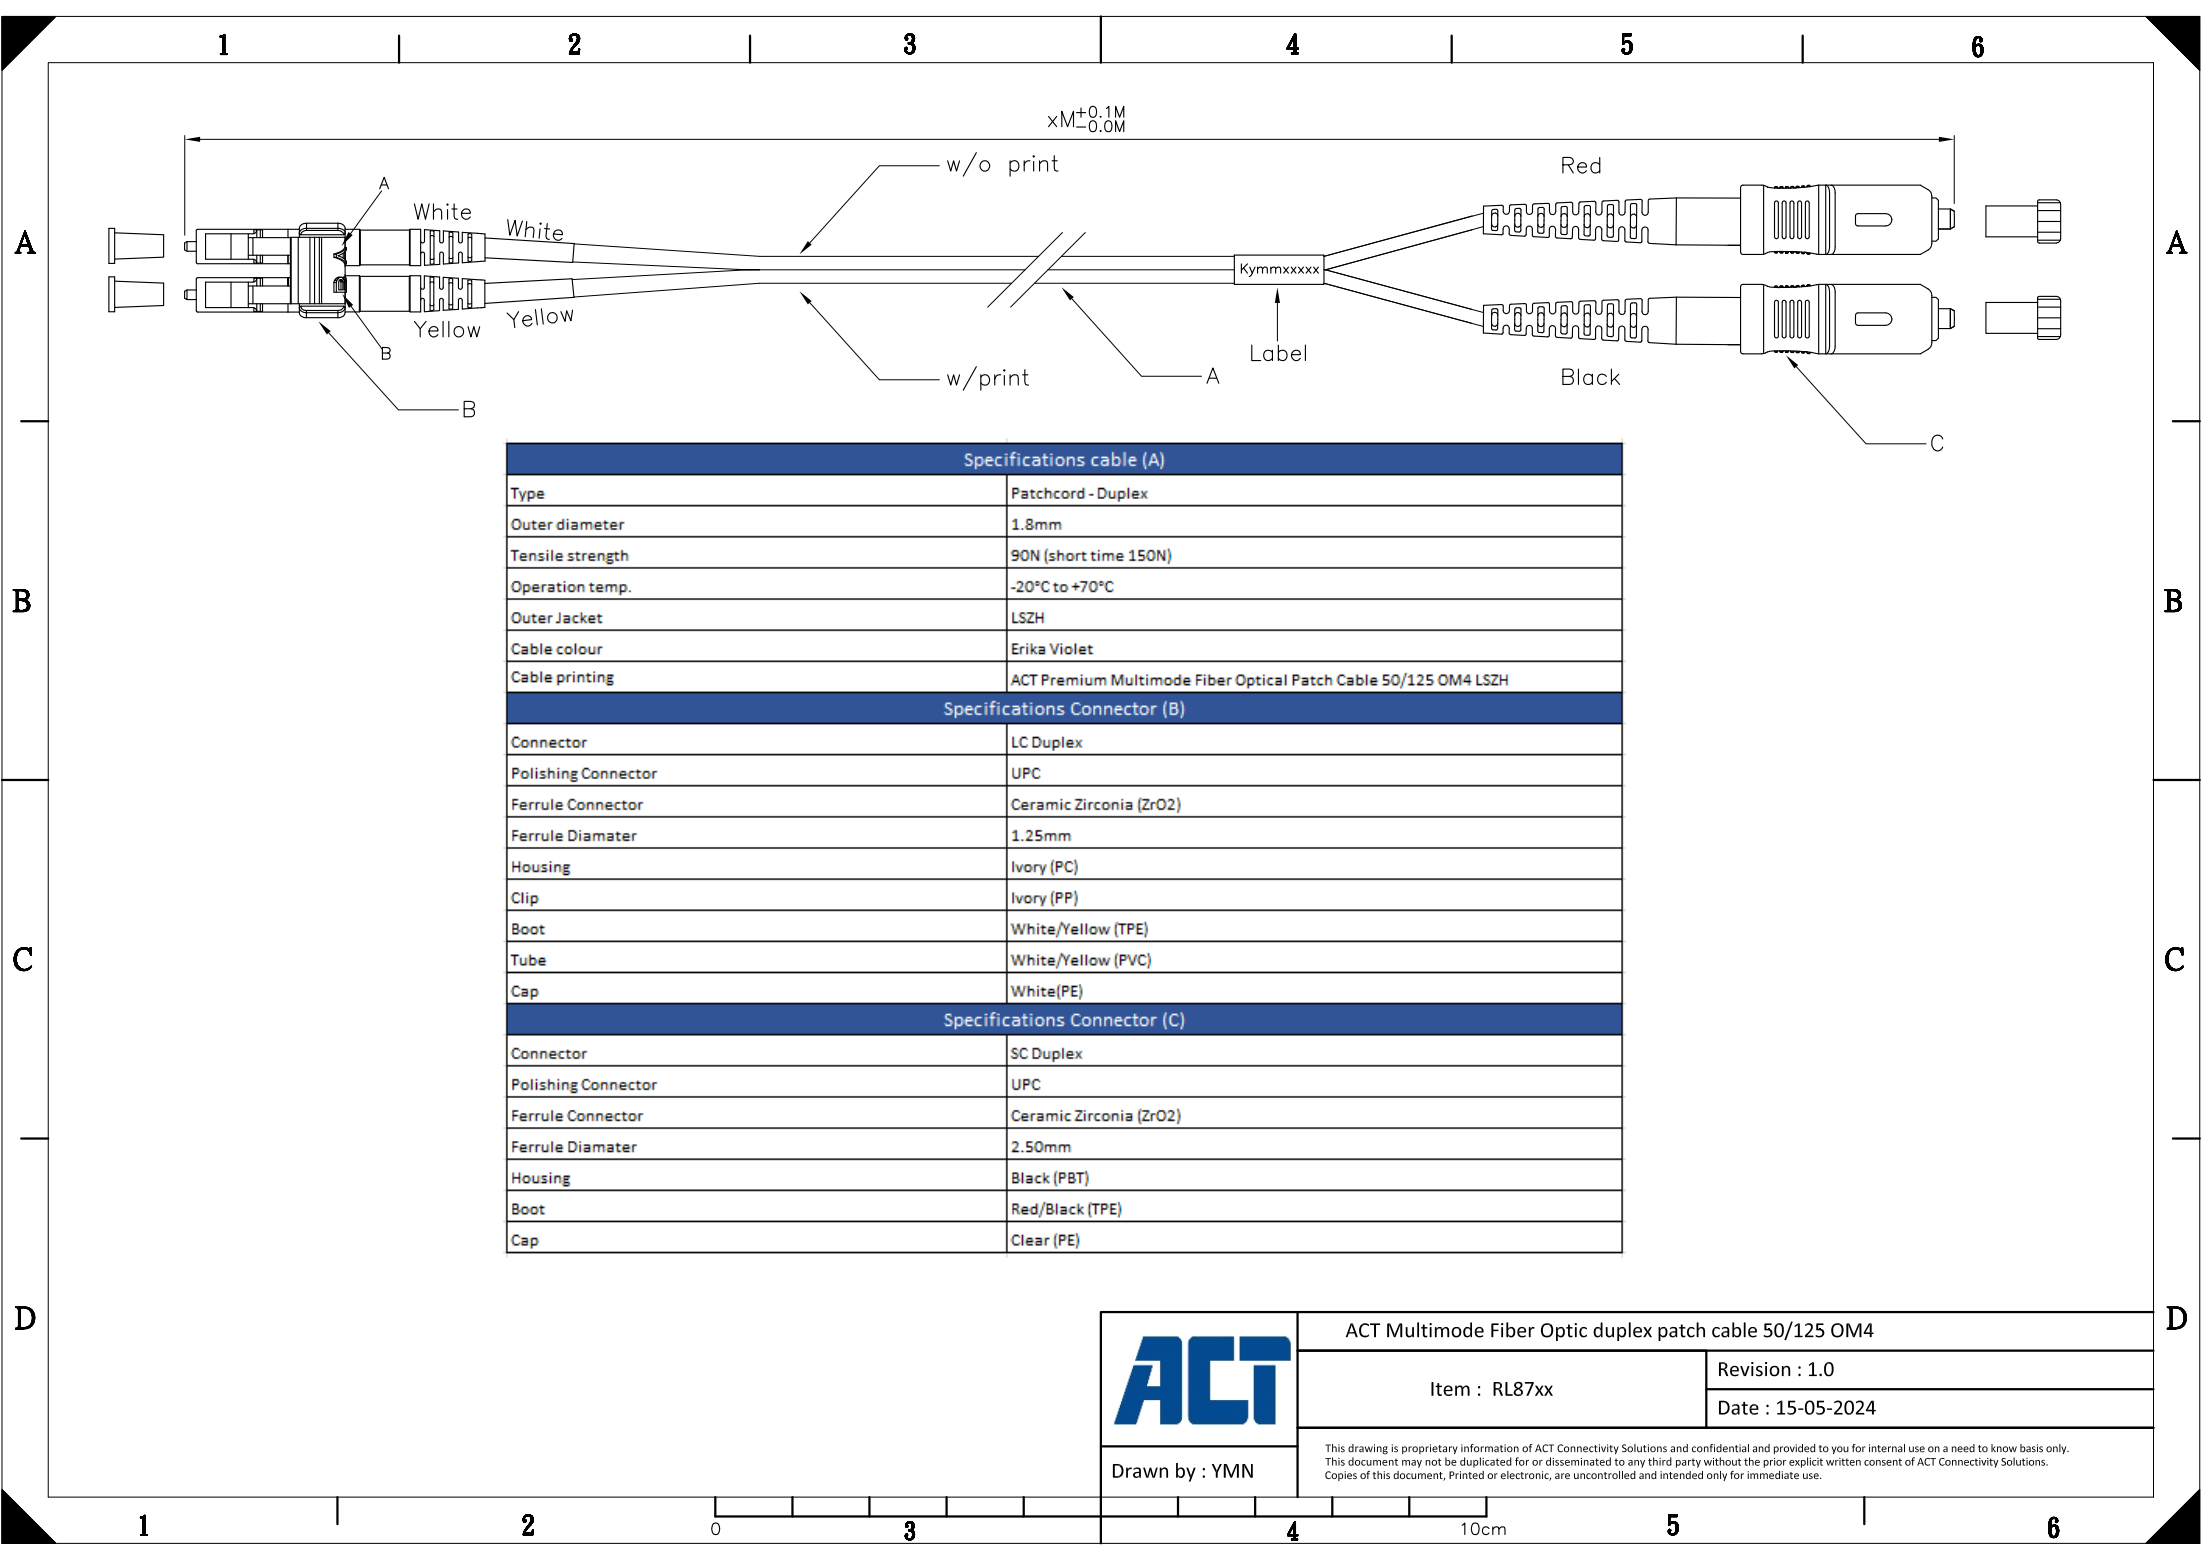 1 2 3 4 5 6
xM+0.1M
-0.0M
w/o print
Red
A
White
White
A
A
Kymmxxxxx
Yellow
Yellow
B
Label
w/print
A
Black
B
C
Specifications cable (A)
Type Patchcord - Duplex
Outer diameter 1.8mm
Tensile strength 90N (short time 150N)
Operation temp. -20°C to +70°C
B B
Outer Jacket LSZH
Cable colour Erika Violet
Cable printing ACT Premium Multimode Fiber Optical Patch Cable 50/125 OM4 LSZH
Specifications Connector (B)
Connector LC Duplex
Polishing Connector UPC
Ferrule Connector Ceramic Zirconia (ZrO2)
Ferrule Diamater 1.25mm
Housing Ivory (PC)
Clip Ivory (PP)
Boot White/Yellow (TPE)
C C
Tube White/Yellow (PVC)
Cap White(PE)
Specifications Connector (C)
Connector SC Duplex
Polishing Connector UPC
Ferrule Connector Ceramic Zirconia (ZrO2)
Ferrule Diamater 2.50mm
Housing Black (PBT)
Boot Red/Black (TPE)
Cap Clear (PE)
D D
ACT
ACT Multimode Fiber Optic duplex patch cable 50/125 OM4
Item : RL87xx
Revision : 1.0
Date : 15-05-2024
Drawn by : YMN
This drawing is proprietary information of ACT Connectivity Solutions and confidential and provided to you for internal use on a need to know basis only.
This document may not be duplicated for or disseminated to any third party without the prior explicit written consent of ACT Connectivity Solutions.
Copies of this document, Printed or electronic, are uncontrolled and intended only for immediate use.
1 2 3 4 5 6
0 10cm